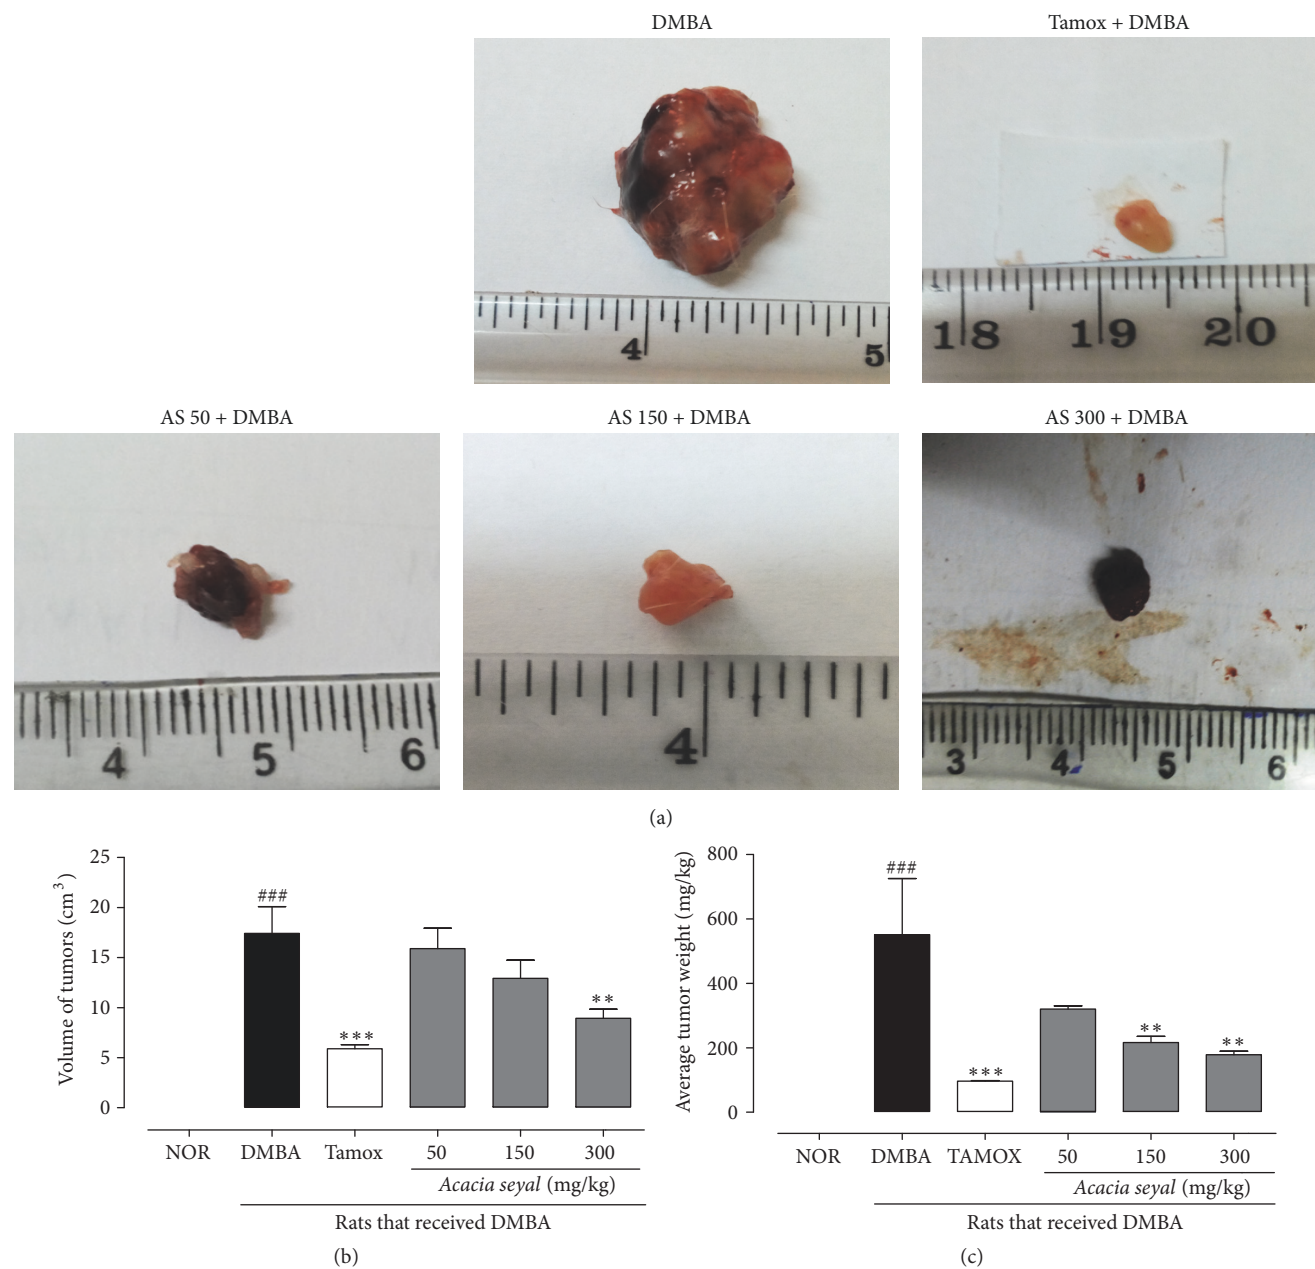 DMBA
Tamox + DMBA
4
5
18
19
20
AS 50 + DMBA
AS 150 + DMBA
AS 300 + DMBA
4
5
6
4
3
4
5
6
(a)
Volume of tumors (cm³)
25
20
15
10
5
0
###
***
**
NOR
DMBA
Tamox
50
150
300
Acacia seyal (mg/kg)
Rats that received DMBA
(b)
Average tumor weight (mg/kg)
800
600
400
200
0
###
***
**
**
NOR
DMBA
TAMOX
50
150
300
Acacia seyal (mg/kg)
Rats that received DMBA
(c)